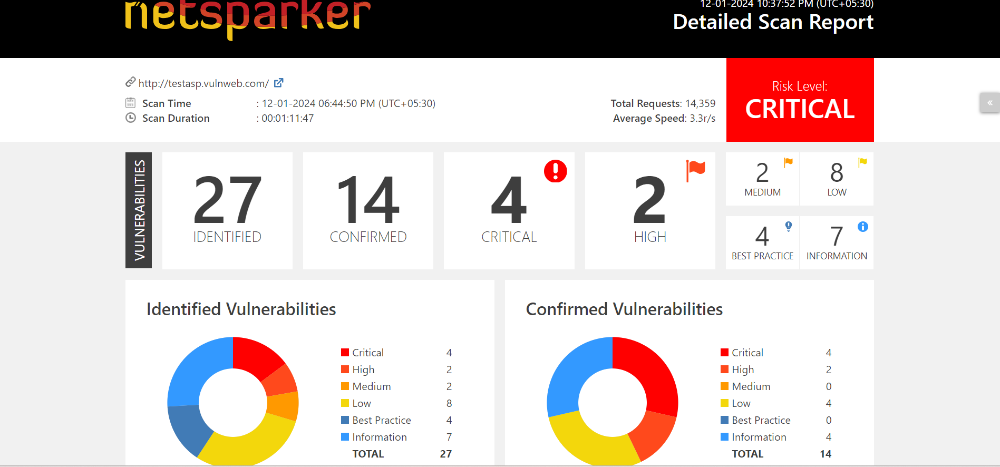 netsparker
12-01-2024 10:37:52 PM (UTC+05:30)
Detailed Scan Report
http://testasp.vulnweb.com/
Scan Time : 12-01-2024 06:44:50 PM (UTC+05:30)
Scan Duration : 00:01:11:47
Total Requests: 14,359
Average Speed: 3.3r/s
Risk Level:
CRITICAL
VULNERABILITIES
27
IDENTIFIED
14
CONFIRMED
4
CRITICAL
2
HIGH
2
MEDIUM
8
LOW
4
BEST PRACTICE
7
INFORMATION
Identified Vulnerabilities
Critical 4
High 2
Medium 2
Low 8
Best Practice 4
Information 7
TOTAL 27
Confirmed Vulnerabilities
Critical 4
High 2
Medium 0
Low 4
Best Practice 0
Information 4
TOTAL 14